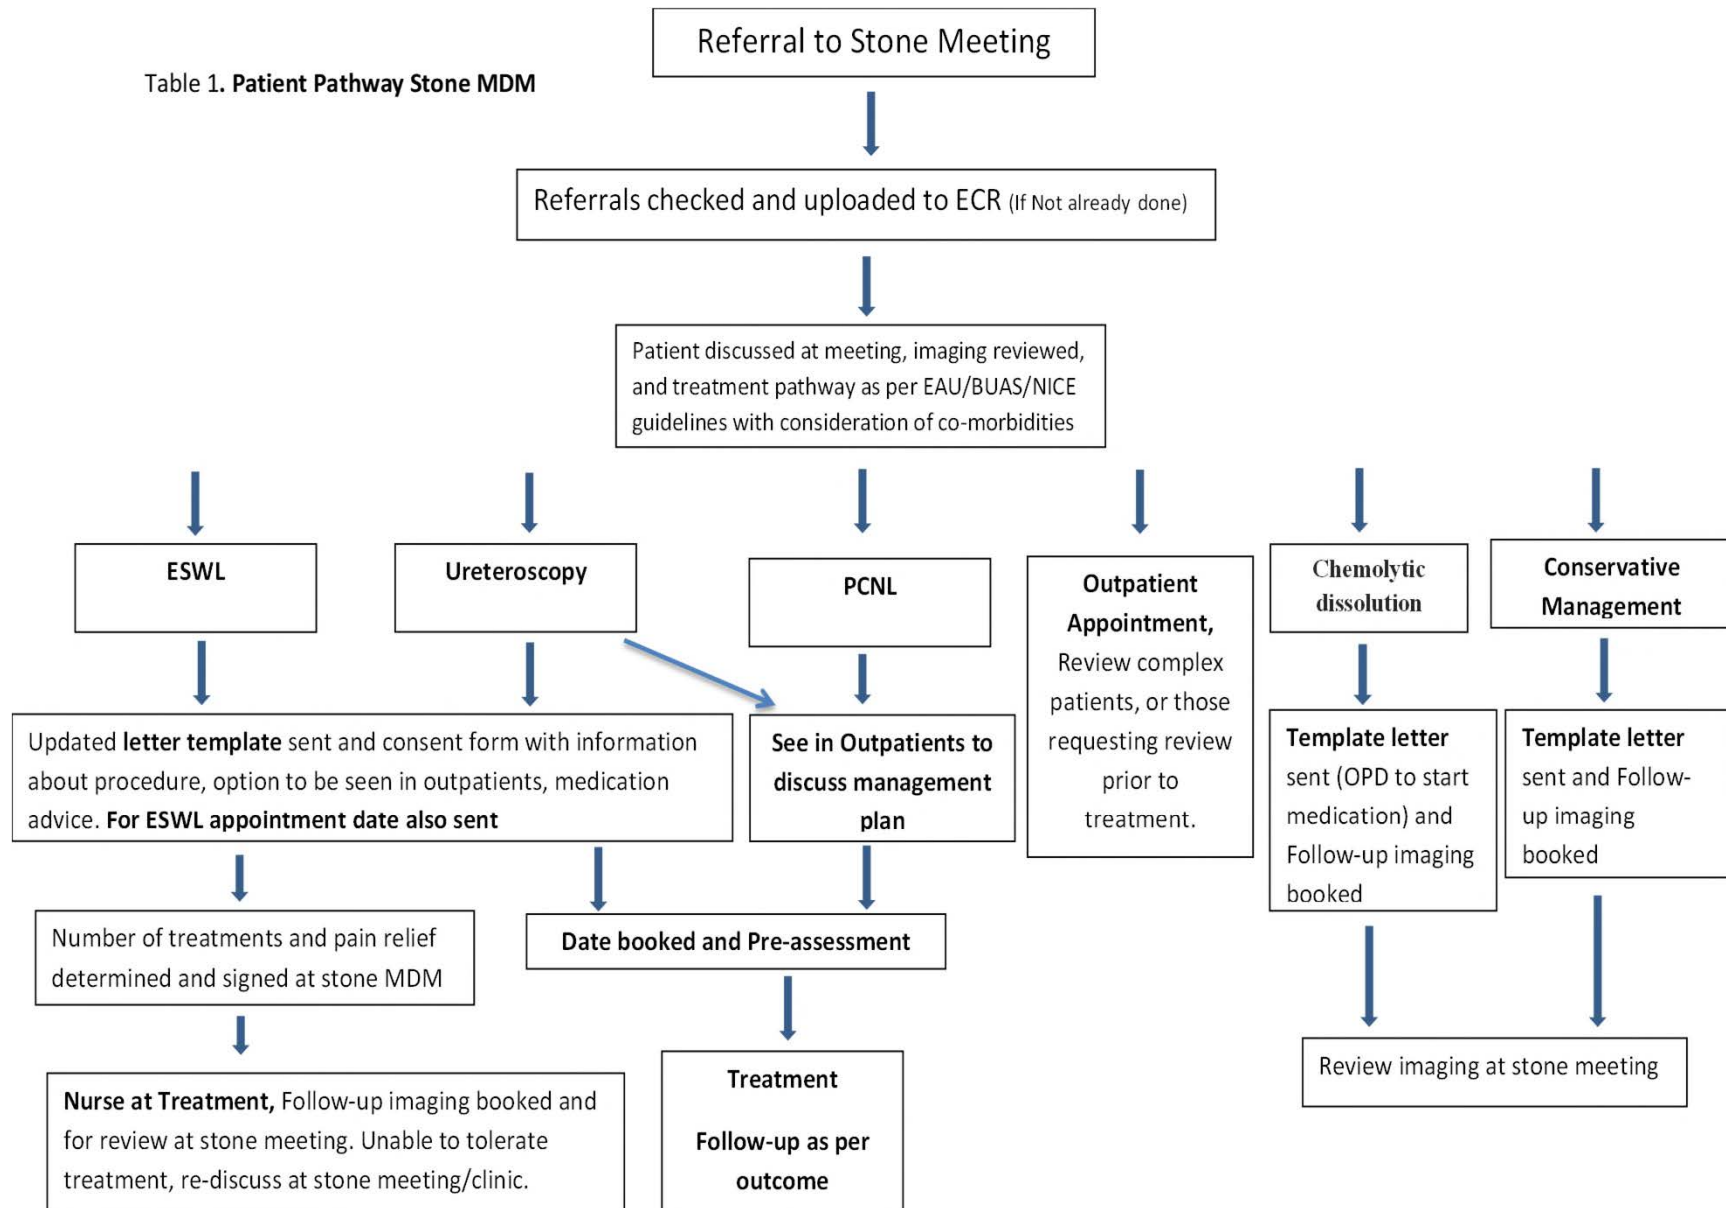 Referral to Stone Meeting
Table 1. Patient Pathway Stone MDM
Referrals checked and uploaded to ECR (If Not already done)
Patient discussed at meeting, imaging reviewed,
and treatment pathway as per EAU/BUAS/NICE
guidelines with consideration of co-morbidities
ESWL
Ureteroscopy
PCNL
Outpatient
Appointment,
Review complex
patients, or those
requesting review
prior to
treatment.
Chemolytic
dissolution
Conservative
Management
Updated letter template sent and consent form with information
about procedure, option to be seen in outpatients, medication
advice. For ESWL appointment date also sent
See in Outpatients to
discuss management
plan
Template letter
sent (OPD to start
medication) and
Follow-up imaging
booked
Template letter
sent and Follow-
up imaging
booked
Number of treatments and pain relief
determined and signed at stone MDM
Date booked and Pre-assessment
Nurse at Treatment, Follow-up imaging booked and
for review at stone meeting. Unable to tolerate
treatment, re-discuss at stone meeting/clinic.
Treatment
Follow-up as per
outcome
Review imaging at stone meeting